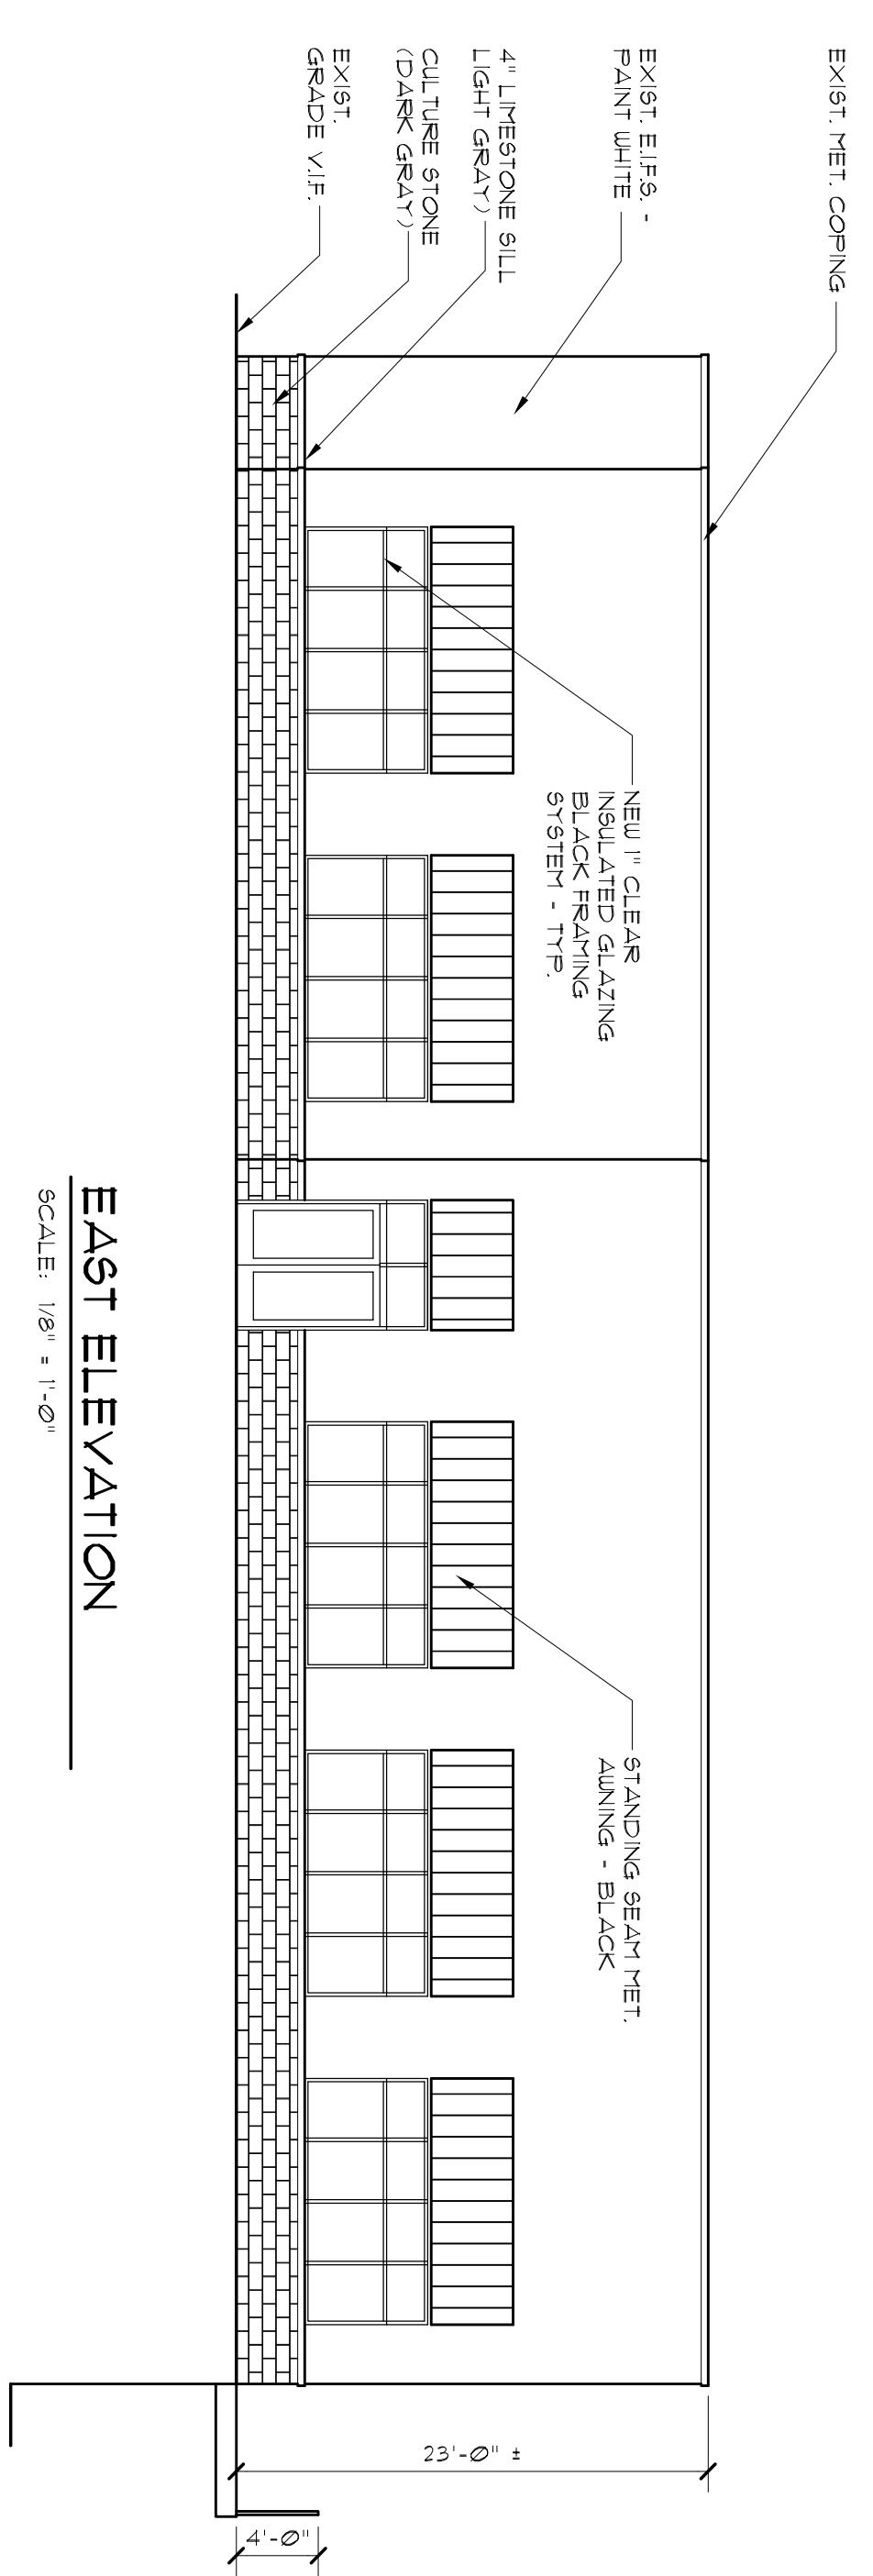 EXIST. MET. COPING
EXIST. E.I.F.S. -
PAINT WHITE
4" LIMESTONE SILL
LIGHT GRAY)
CULTURE STONE
(DARK GRAY)
EXIST.
GRADE V.I.F.
NEW 1" CLEAR
INSULATED GLAZING
BLACK FRAMING
SYSTEM - TYP.
STANDING SEAM MET.
AWNING - BLACK
23'-0" ±
4'-0"
EAST ELEVATION
SCALE: 1/8" = 1'-0"